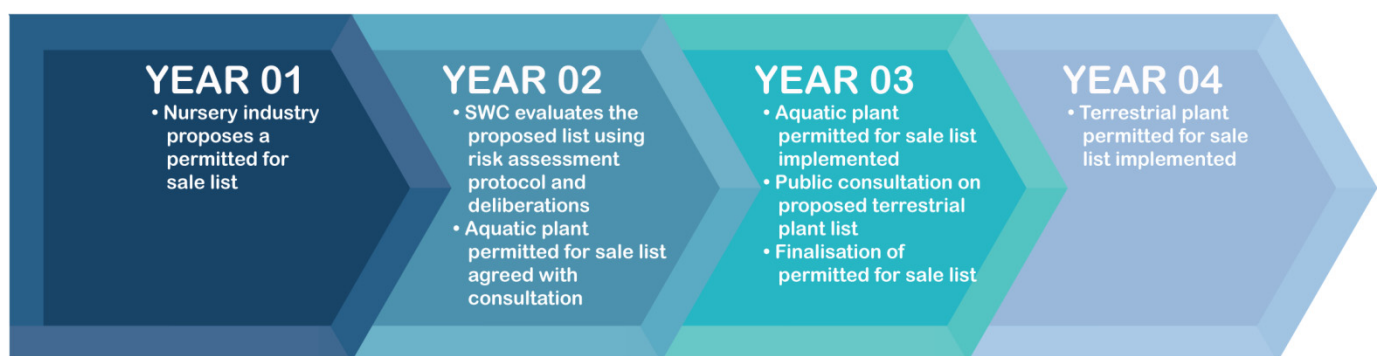 YEAR 01
• Nursery industry
proposes a
permitted for
sale list
YEAR 02
• SWC evaluates the
proposed list using
risk assessment
protocol and
deliberations
• Aquatic plant
permitted for sale list
agreed with
consultation
YEAR 03
• Aquatic plant
permitted for sale list
implemented
• Public consultation on
proposed terrestrial
plant list
• Finalisation of
permitted for sale list
YEAR 04
• Terrestrial plant
permitted for sale
list implemented